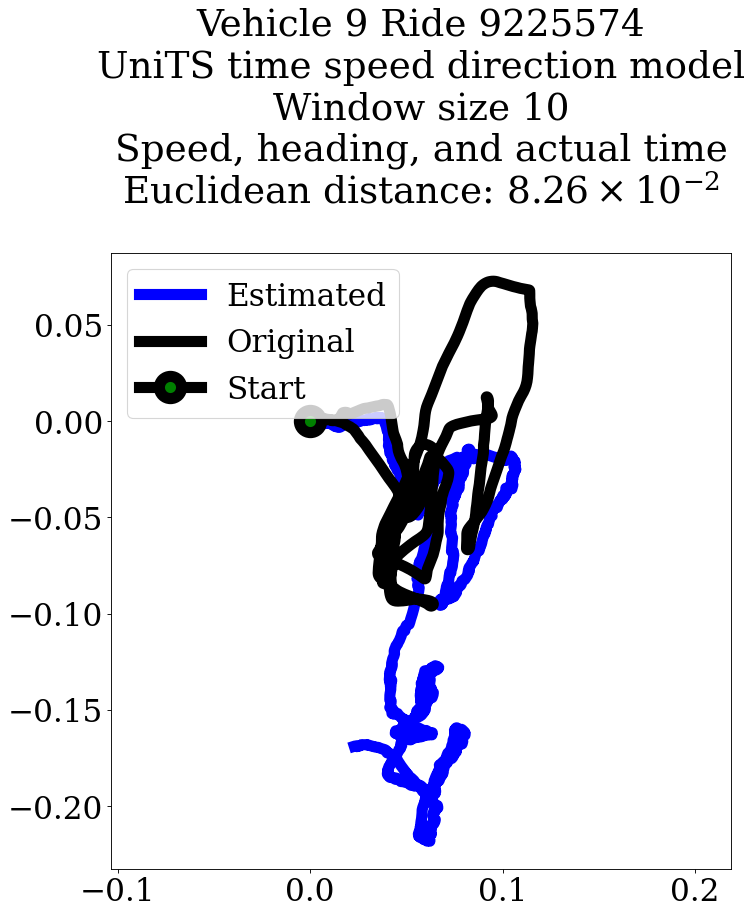 Vehicle 9 Ride 9225574
UniTS time speed direction model
Window size 10
Speed, heading, and actual time
Euclidean distance: 8.26 × 10⁻²
Estimated
Original
Start
0.05
0.00
−0.05
−0.10
−0.15
−0.20
−0.1 0.0 0.1 0.2